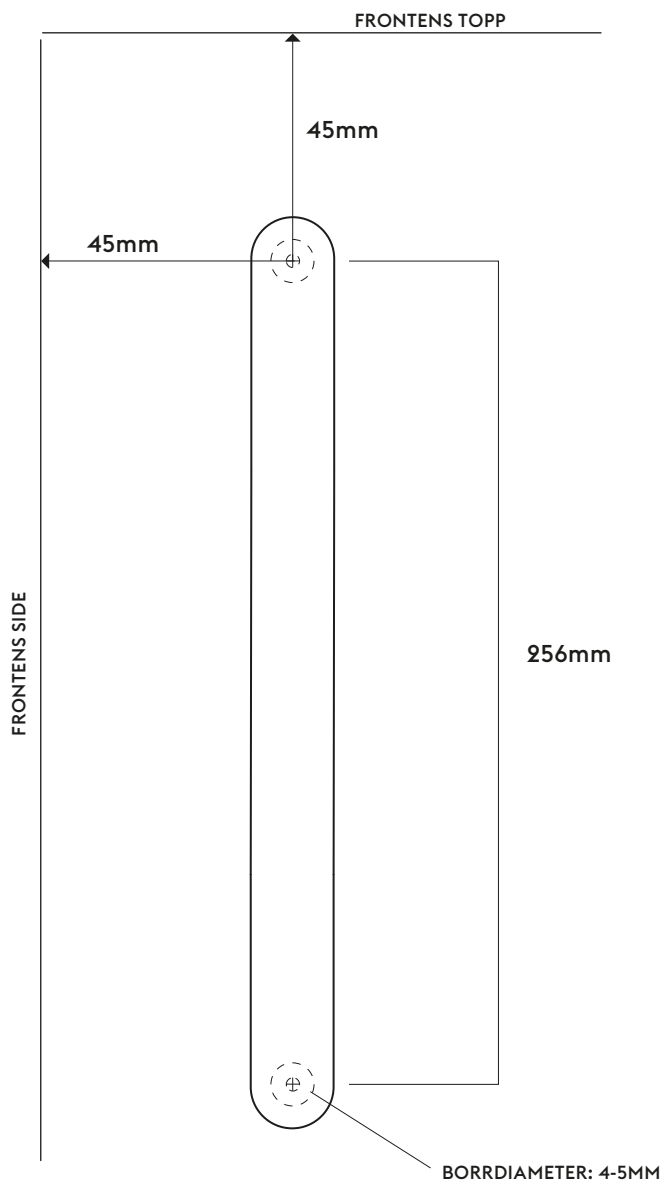 FRONTENS TOPP
45mm
45mm
FRONTENS SIDE
256mm
BORRDIAMETER: 4-5MM